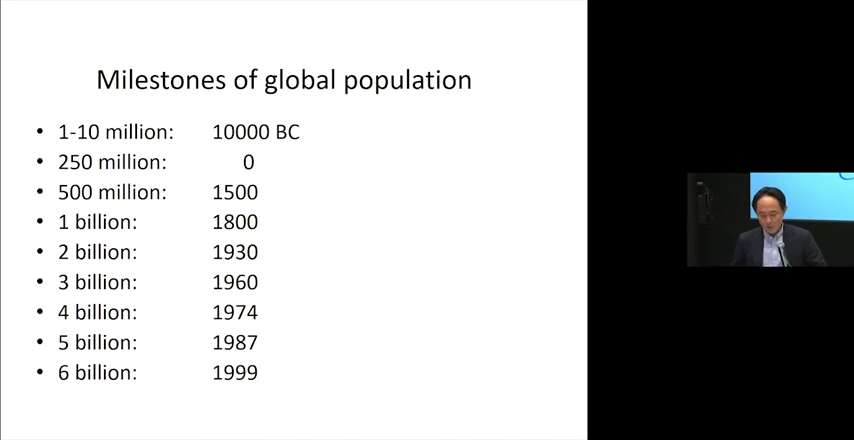 Milestones of global population
• 1-10 million: 10000 BC
• 250 million: 0
• 500 million: 1500
• 1 billion: 1800
• 2 billion: 1930
• 3 billion: 1960
• 4 billion: 1974
• 5 billion: 1987
• 6 billion: 1999